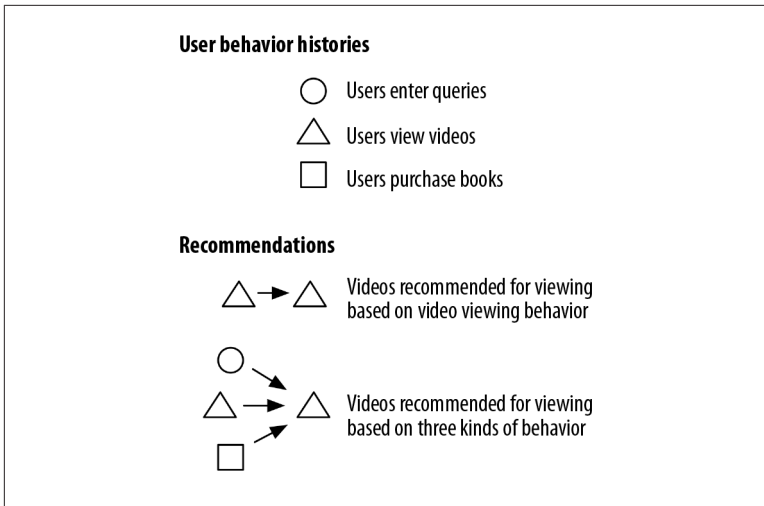 User behavior histories
Users enter queries
Users view videos
Users purchase books
Recommendations
Videos recommended for viewing
based on video viewing behavior
Videos recommended for viewing
based on three kinds of behavior